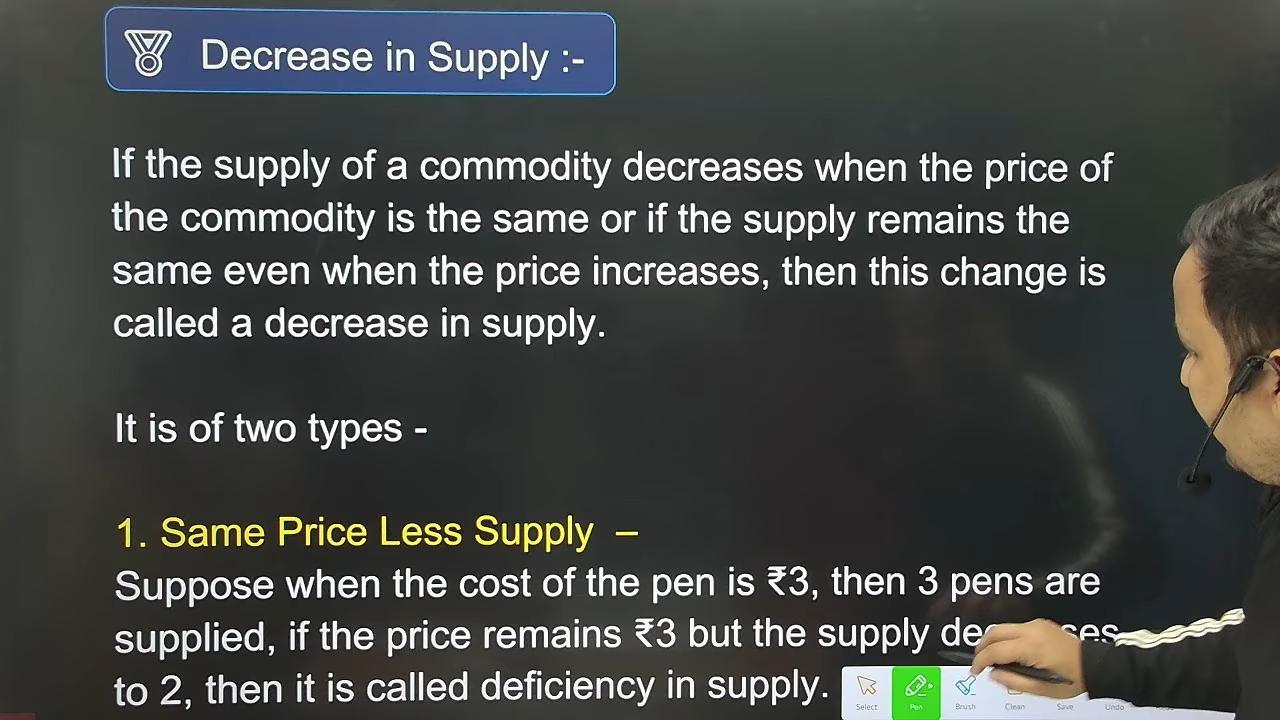 Decrease in Supply :-
If the supply of a commodity decreases when the price of
the commodity is the same or if the supply remains the
same even when the price increases, then this change is
called a decrease in supply.
It is of two types -
1. Same Price Less Supply –
Suppose when the cost of the pen is ₹3, then 3 pens are
supplied, if the price remains ₹3 but the supply
to 2, then it is called deficiency in supply.
Select Pen Brush Clean Save Undo